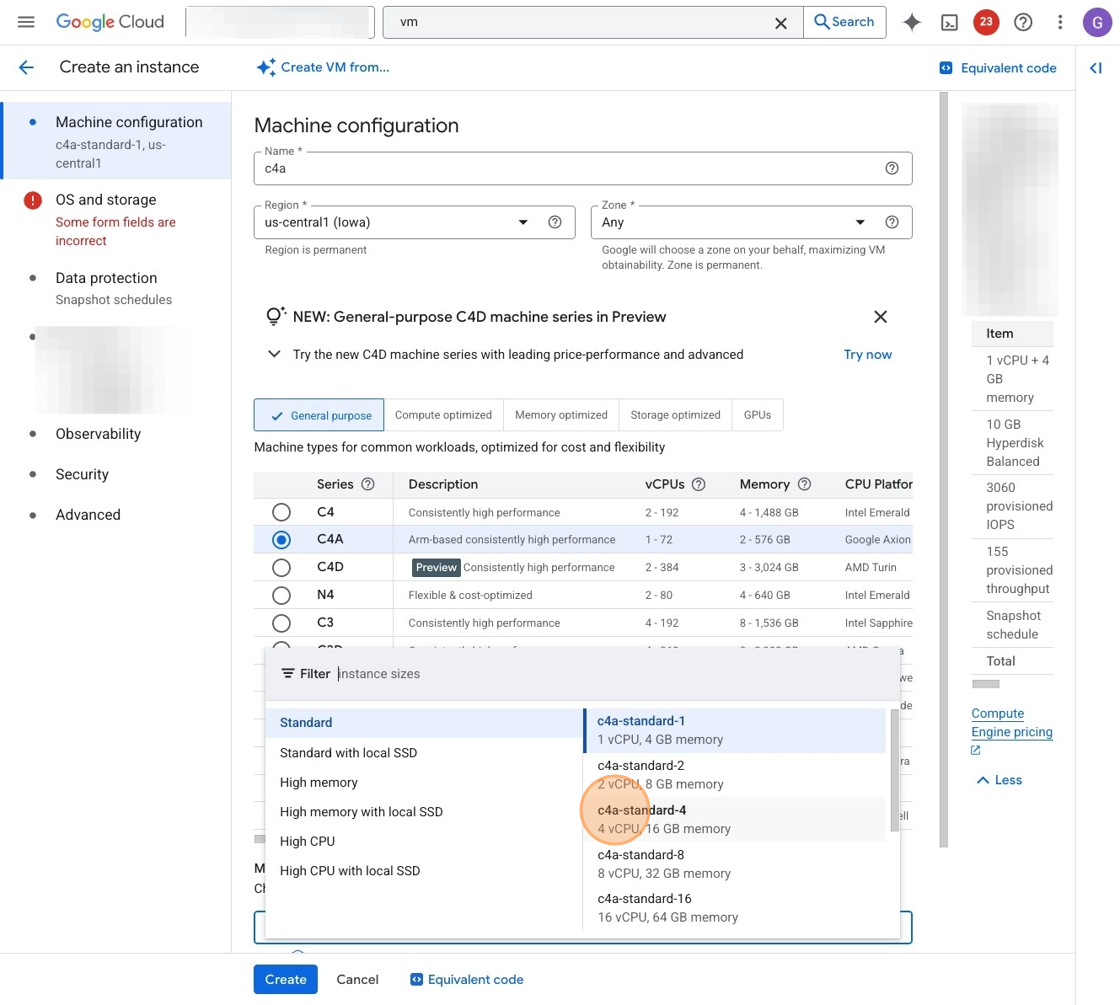 Google Cloud
vm
Search
23
G
Create an instance
Create VM from...
Equivalent code
Machine configuration
c4a-standard-1, us-
central1
OS and storage
Some form fields are
incorrect
Data protection
Snapshot schedules
Observability
Security
Advanced
Machine configuration
Name *
c4a
Region *
us-central1 (Iowa)
Region is permanent
Zone *
Any
Google will choose a zone on your behalf, maximizing VM
obtainability. Zone is permanent.
NEW: General-purpose C4D machine series in Preview
Try the new C4D machine series with leading price-performance and advanced
Try now
General purpose
Compute optimized
Memory optimized
Storage optimized
GPUs
Machine types for common workloads, optimized for cost and flexibility
Series Description vCPUs Memory CPU Platfor
C4 Consistently high performance 2 - 192 4 - 1,488 GB Intel Emerald
C4A Arm-based consistently high performance 1 - 72 2 - 576 GB Google Axion
C4D Preview Consistently high performance 2 - 384 3 - 3,024 GB AMD Turin
N4 Flexible & cost-optimized 2 - 80 4 - 640 GB Intel Emerald
C3 Consistently high performance 4 - 192 8 - 1,536 GB Intel Sapphire
Filter instance sizes
Standard
Standard with local SSD
High memory
High memory with local SSD
High CPU
High CPU with local SSD
c4a-standard-1
1 vCPU, 4 GB memory
c4a-standard-2
2 vCPU, 8 GB memory
c4a-standard-4
4 vCPU, 16 GB memory
c4a-standard-8
8 vCPU, 32 GB memory
c4a-standard-16
16 vCPU, 64 GB memory
Create
Cancel
Equivalent code
Item
1 vCPU + 4
GB
memory
10 GB
Hyperdisk
Balanced
3060
provisioned
IOPS
155
provisioned
throughput
Snapshot
schedule
Total
Compute
Engine pricing
Less